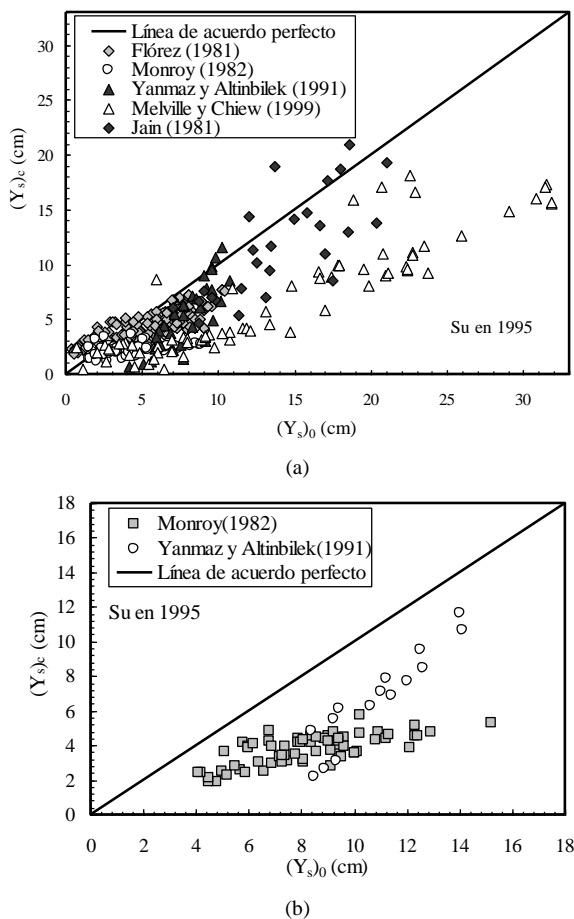 Línea de acuerdo perfecto
Flórez (1981)
Monroy (1982)
Yanmaz y Altinbilek (1991)
Melville y Chiew (1999)
Jain (1981)
30
25
20
15
10
5
0
(Yₛ)c (cm)
Su en 1995
0 5 10 15 20 25 30
(Yₛ)₀ (cm)
(a)
18
16
14
12
10
8
6
4
2
0
Monroy(1982)
Yanmaz y Altinbilek(1991)
Línea de acuerdo perfecto
Su en 1995
(Yₛ)c (cm)
0 2 4 6 8 10 12 14 16 18
(Yₛ)₀ (cm)
(b)